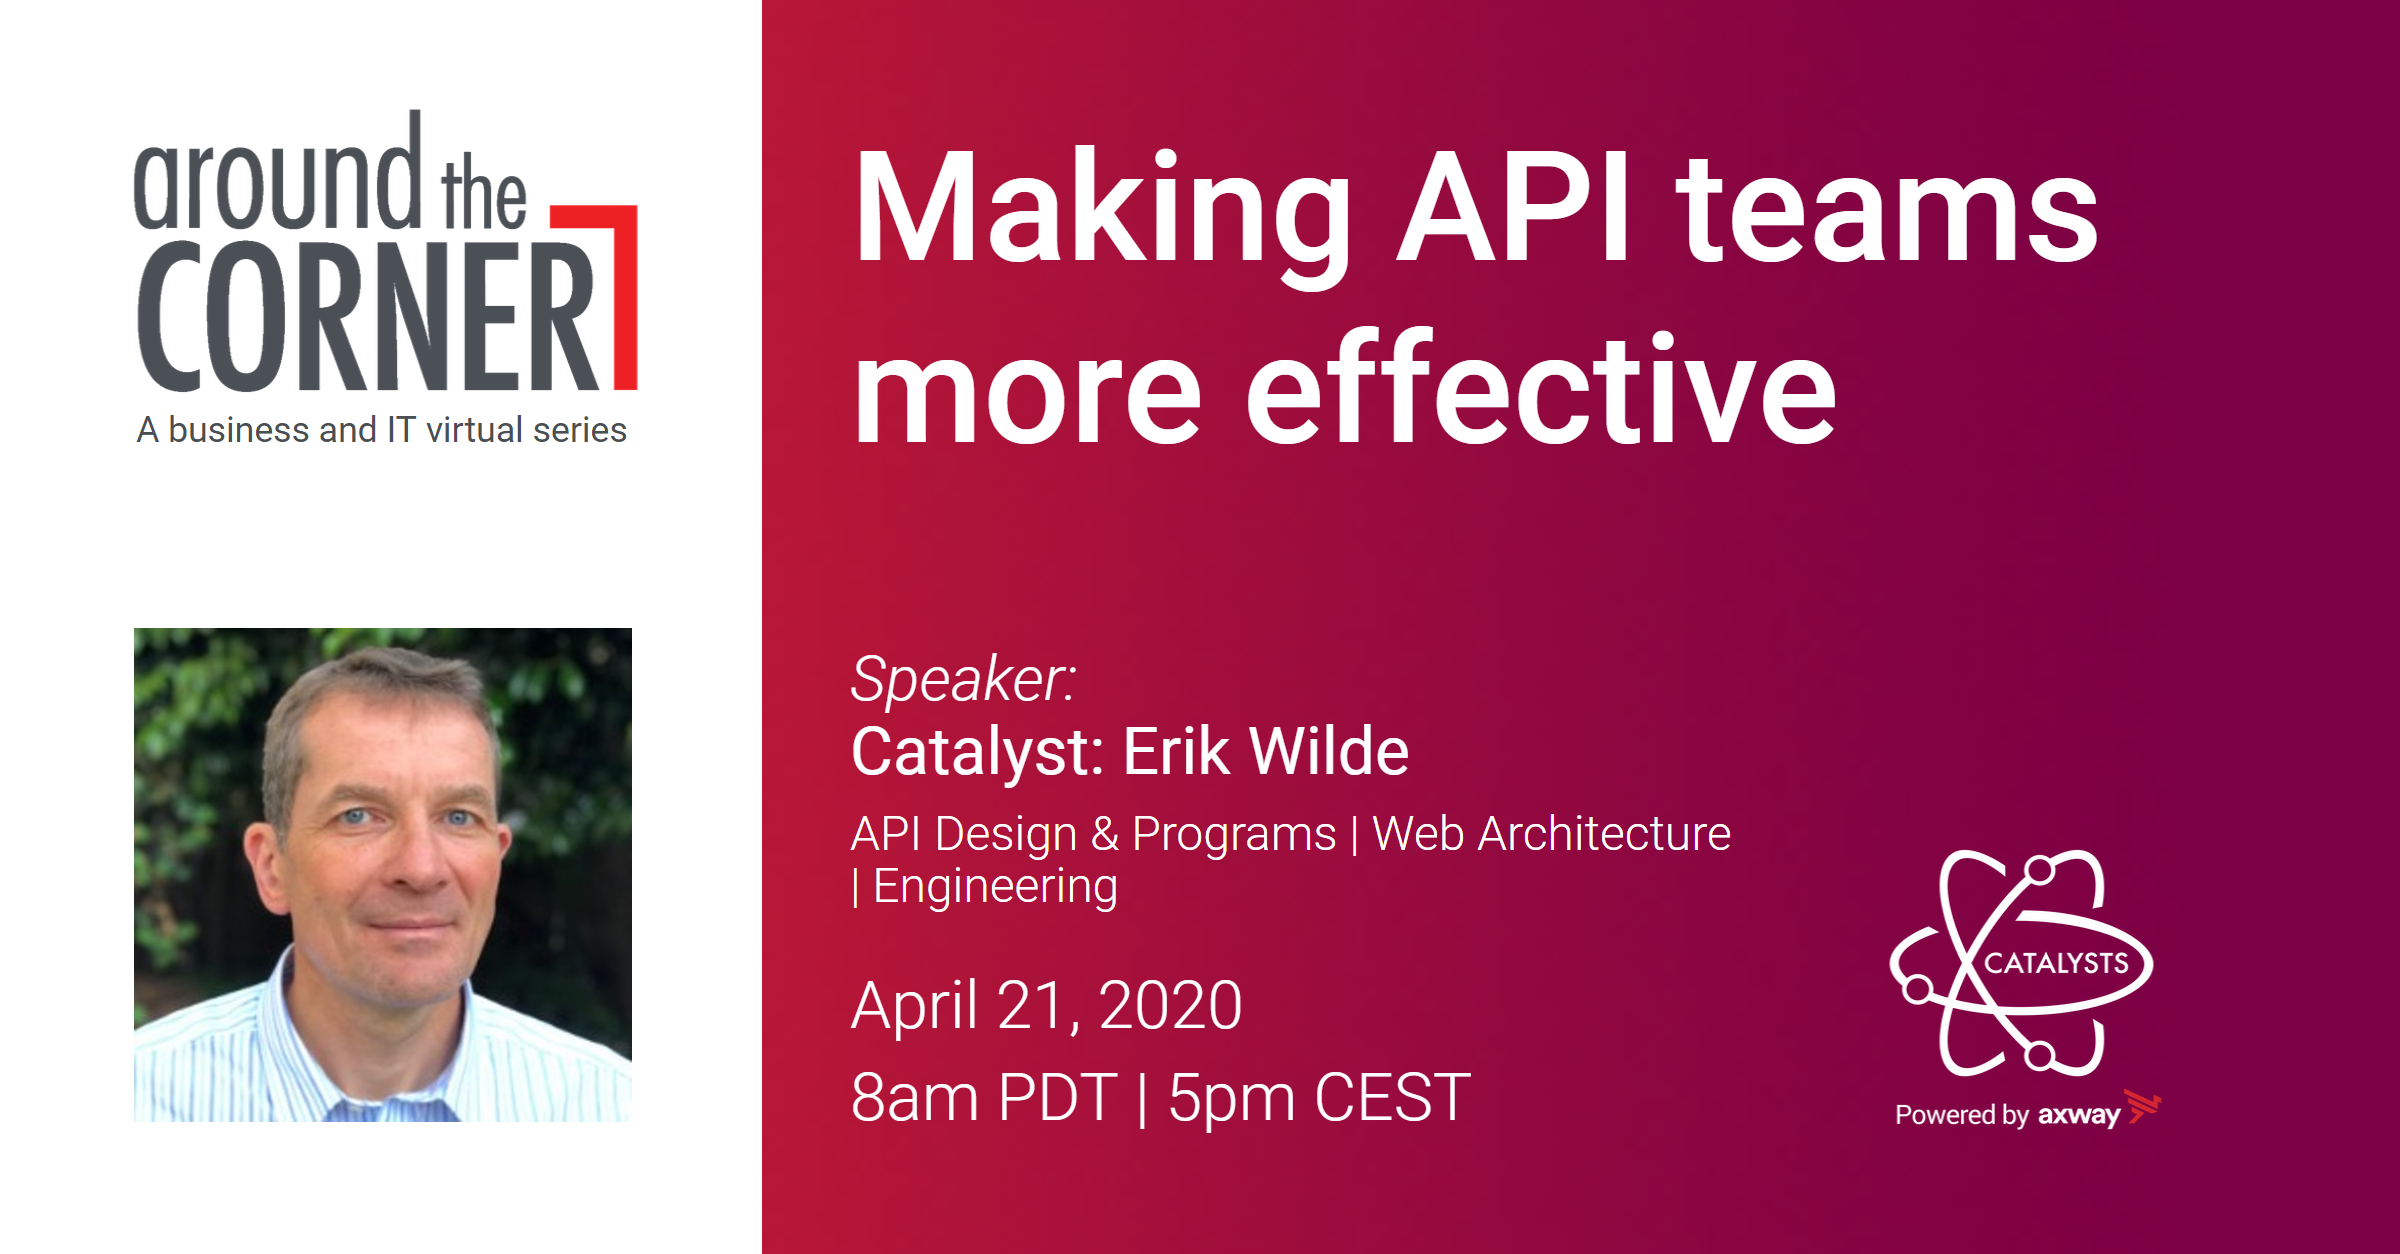 around the
CORNER
A business and IT virtual series
Making API teams
more effective
Speaker:
Catalyst: Erik Wilde
API Design & Programs | Web Architecture
| Engineering
April 21, 2020
8am PDT | 5pm CEST
CATALYSTS
Powered by axway